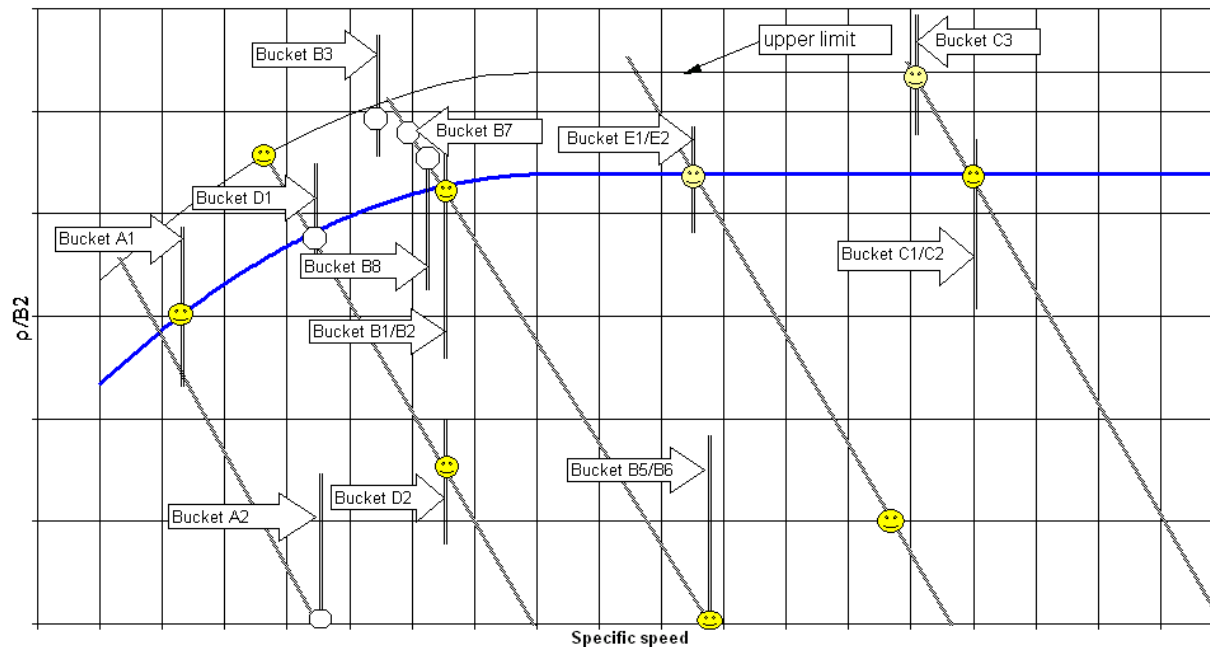 Bucket B3
upper limit
Bucket C3
Bucket B7
Bucket E1/E2
Bucket D1
Bucket A1
Bucket C1/C2
Bucket B8
ρ/B2
Bucket B1/B2
Bucket B5/B6
Bucket D2
Bucket A2
Specific speed